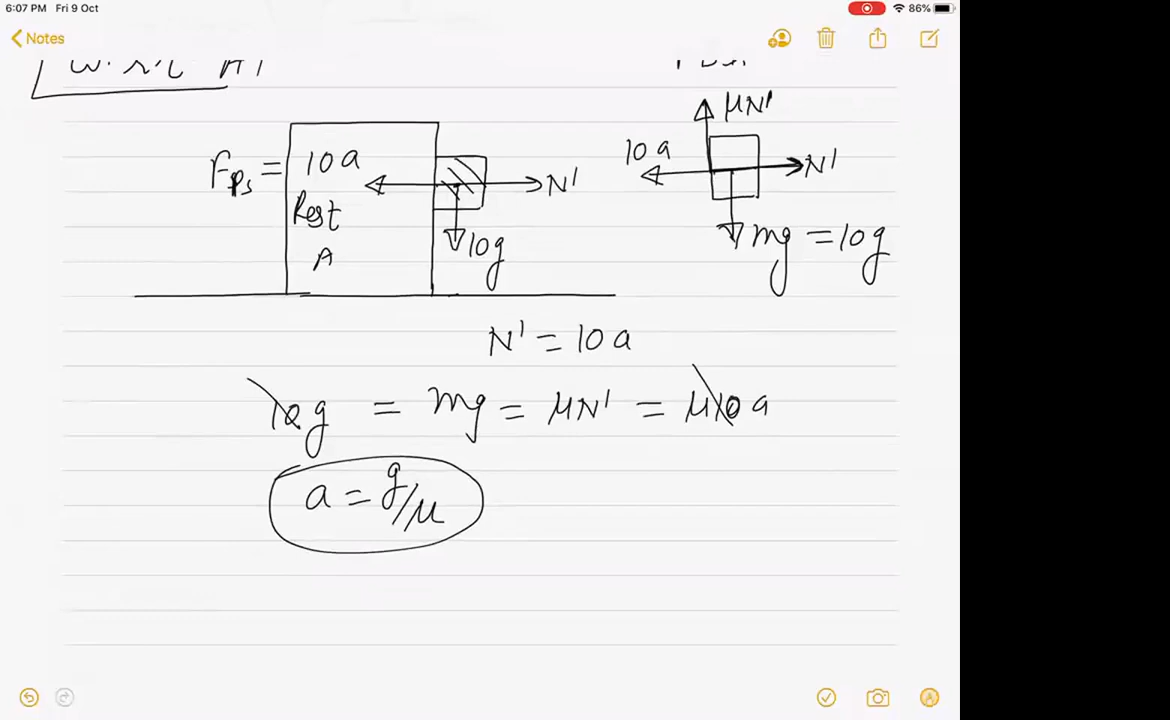 6:07 PM Fri 9 Oct
86%
Notes
w.r.t A)
μN'
F_ps = 10a
N'
10a
N'
Rest
A
10g
mg = 10g
N' = 10a
10g = mg = μN' = μ10a
a = g/μ